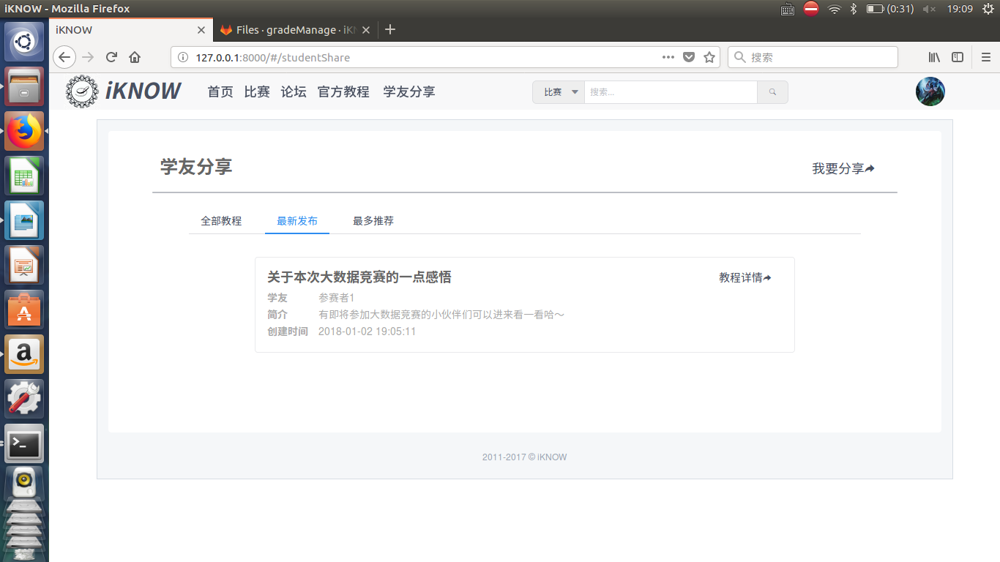 iKNOW - Mozilla Firefox
(0:31)
19:09
iKNOW
Files · gradeManage · iKN
127.0.0.1:8000/#/studentShare
搜索
iKNOW
首页
比赛
论坛
官方教程
学友分享
比赛
搜索...
学友分享
我要分享
全部教程
最新发布
最多推荐
关于本次大数据竞赛的一点感悟
教程详情
学友 参赛者1
简介 有即将参加大数据竞赛的小伙伴们可以进来看一看哈～
创建时间 2018-01-02 19:05:11
2011-2017 © iKNOW